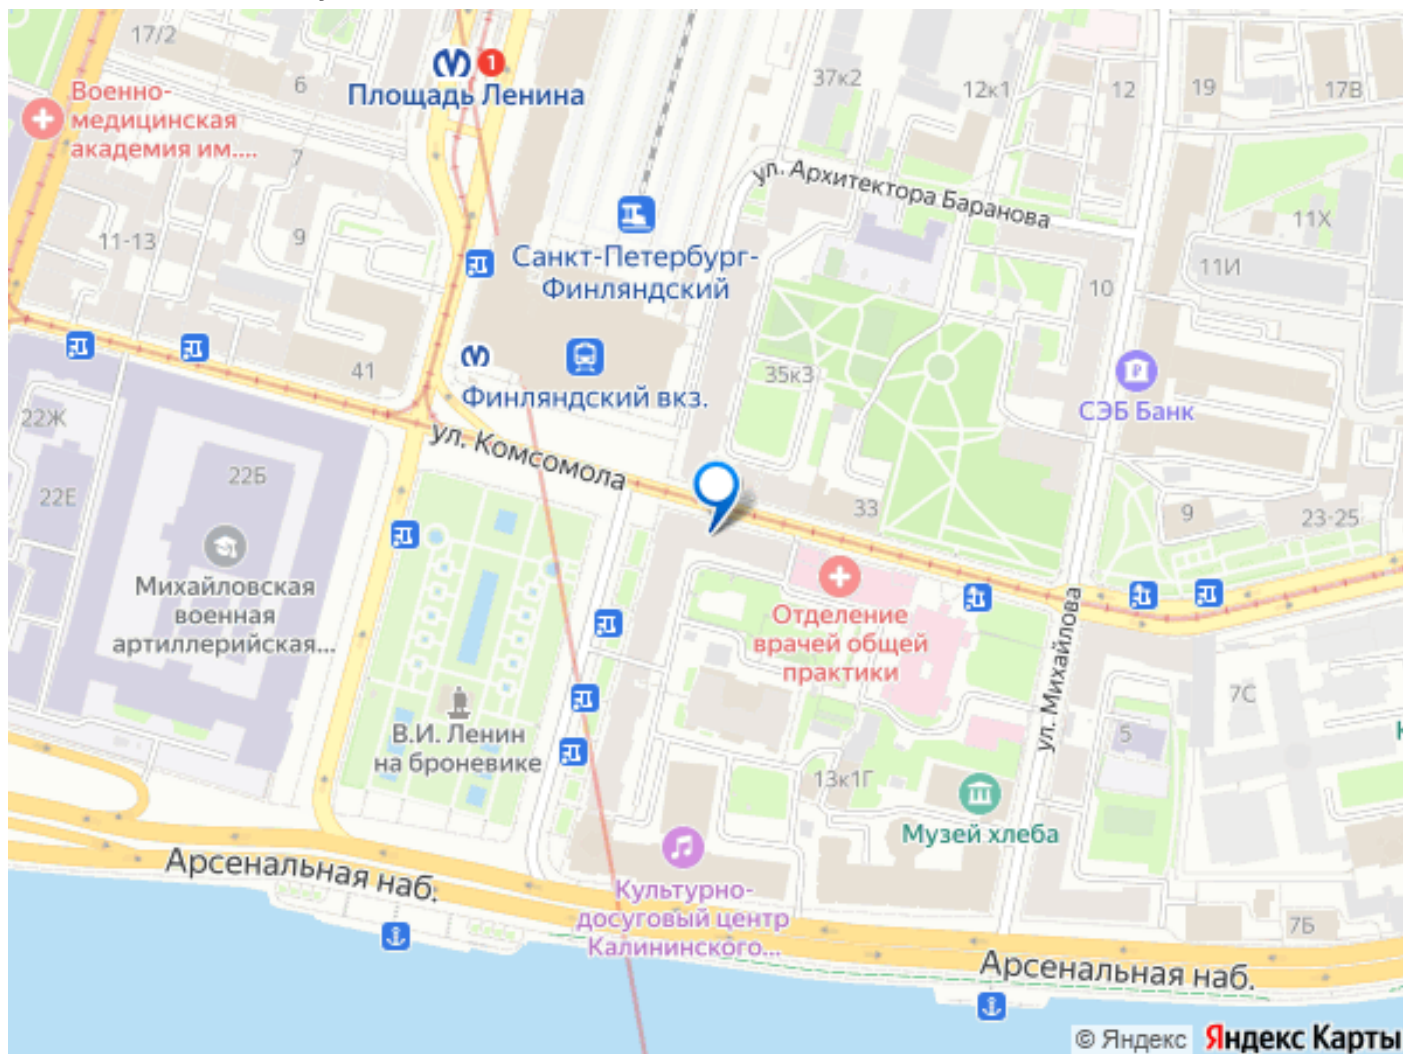 17/2
6
1
Площадь Ленина
Военно-
медицинская
академия им....
7
37к2
12к1
12
19
17В
ул. Архитектора Баранова
11-13
9
11Х
Санкт-Петербург-
Финляндский
11И
10
41
35к3
Финляндский вкз.
СЭБ Банк
22Ж
ул. Комсомола
22Б
22Е
33
9
23-25
Михайловская
военная
артиллерийская...
Отделение
врачей общей
практики
ул. Михайлова
7С
5
В.И. Ленин
на броневике
13к1Г
К
Музей хлеба
Арсенальная наб.
Культурно-
досуговый центр
Калининского...
7Б
Арсенальная наб.
© Яндекс Яндекс Карты